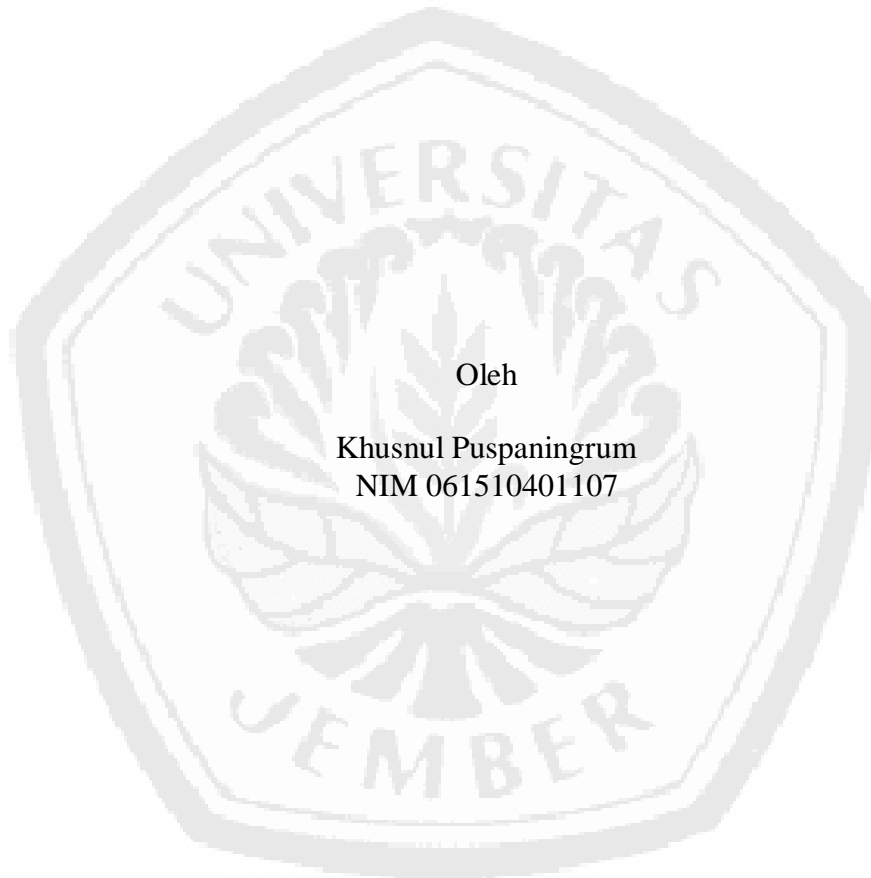 UNIVERSITAS
Oleh
Khusnul Puspaningrum
NIM 061510401107
JEMBER